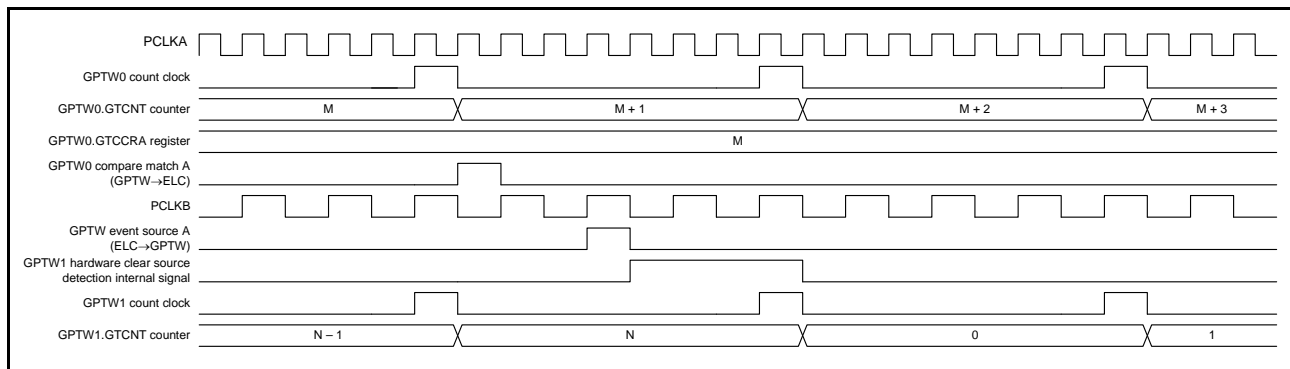 PCLKA
GPTW0 count clock
GPTW0.GTCNT counter
M
M + 1
M + 2
M + 3
GPTW0.GTCCRA register
M
GPTW0 compare match A
(GPTW→ELC)
PCLKB
GPTW event source A
(ELC→GPTW)
GPTW1 hardware clear source
detection internal signal
GPTW1 count clock
GPTW1.GTCNT counter
N – 1
N
0
1